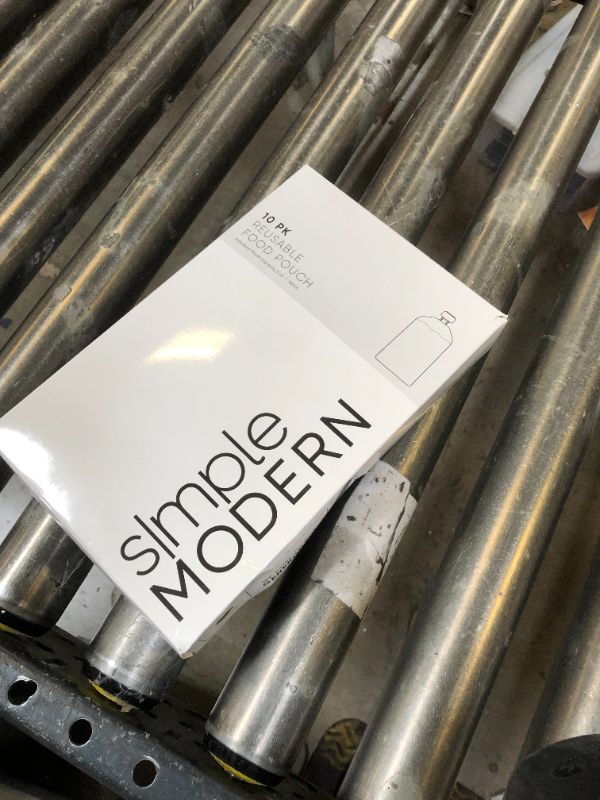 10 PK
REUSABLE
FOOD POUCH
sImple
MODERN